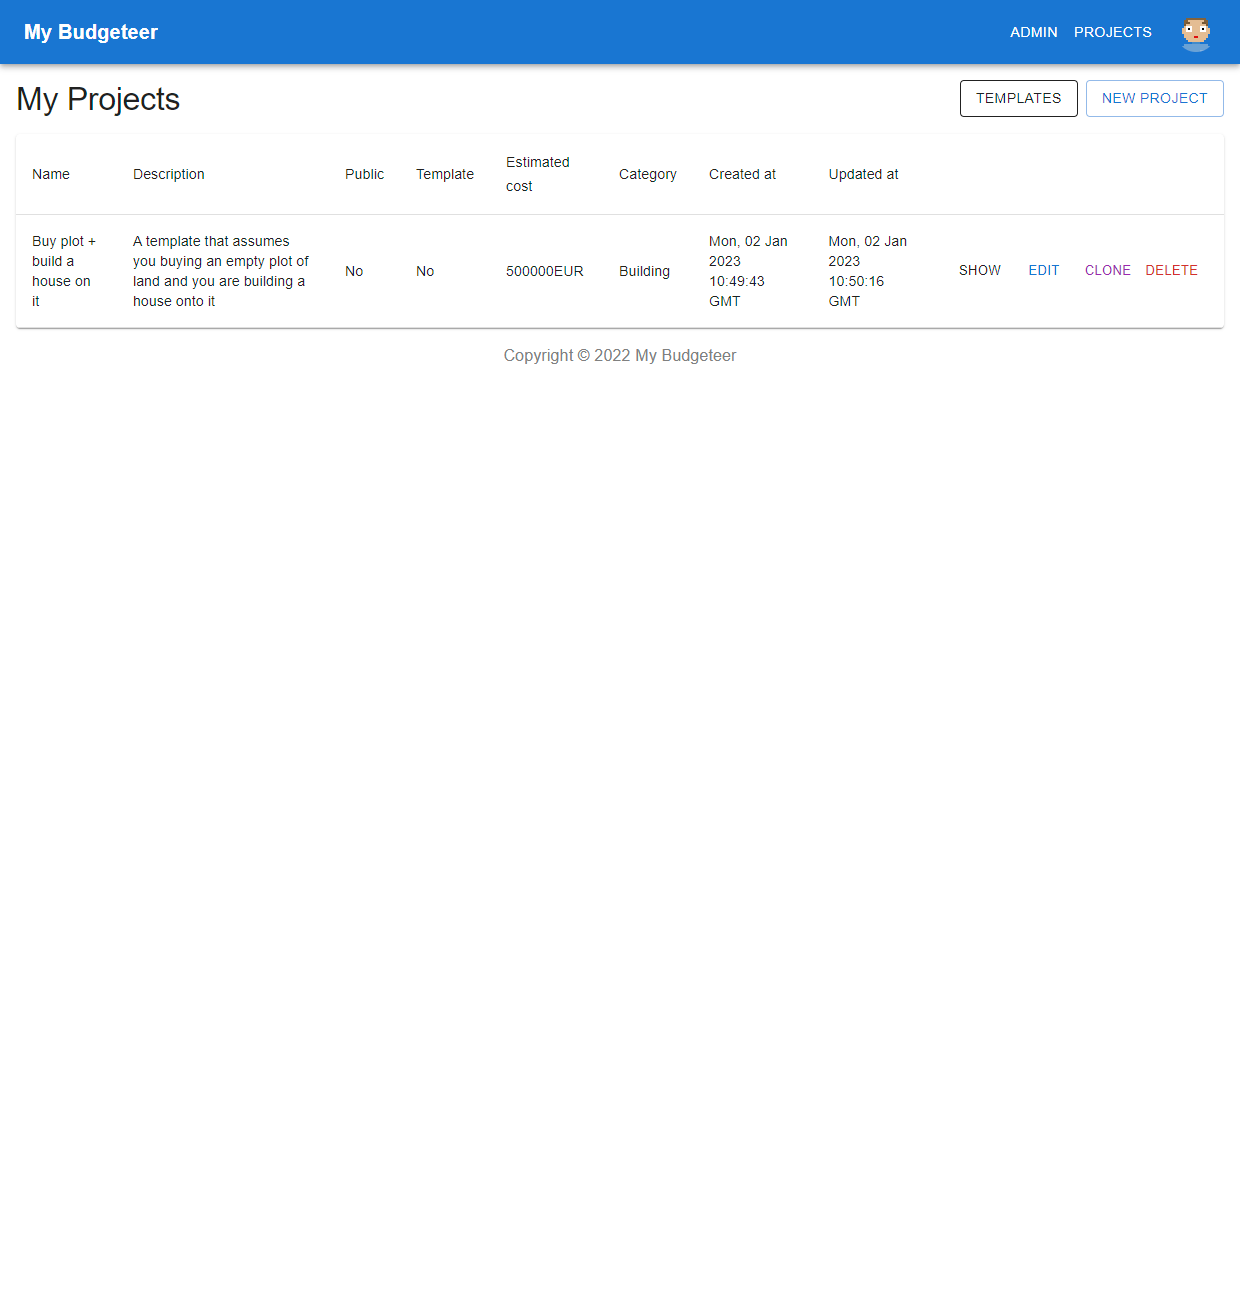 My Budgeteer
ADMIN PROJECTS
My Projects
TEMPLATES NEW PROJECT
Name Description Public Template Estimated cost Category Created at Updated at
Buy plot +
build a
house on
it
A template that assumes
you buying an empty plot of
land and you are building a
house onto it
No
No
500000EUR
Building
Mon, 02 Jan
2023
10:49:43
GMT
Mon, 02 Jan
2023
10:50:16
GMT
SHOW EDIT CLONE DELETE
Copyright © 2022 My Budgeteer